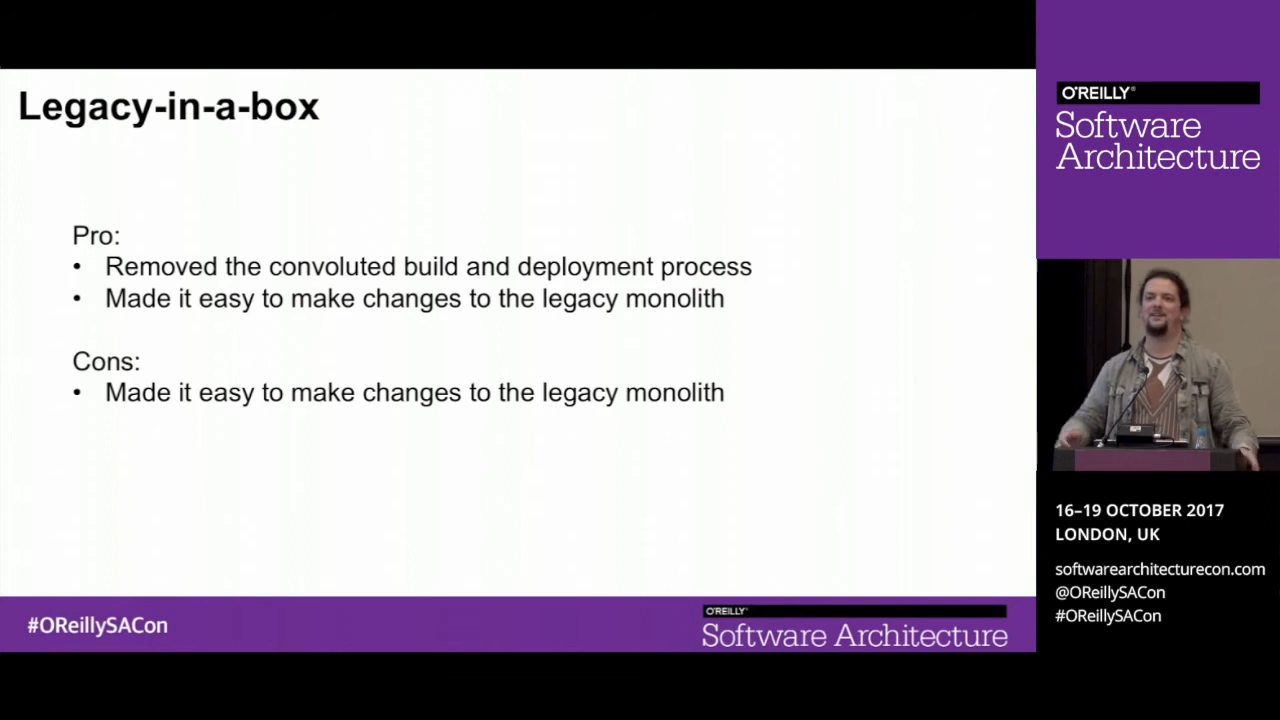 Legacy-in-a-box
Pro:
• Removed the convoluted build and deployment process
• Made it easy to make changes to the legacy monolith
Cons:
• Made it easy to make changes to the legacy monolith
#OReillySACon
O'REILLY®
Software Architecture
O'REILLY®
Software
Architecture
16–19 OCTOBER 2017
LONDON, UK
softwarearchitecturecon.com
@OReillySACon
#OReillySACon